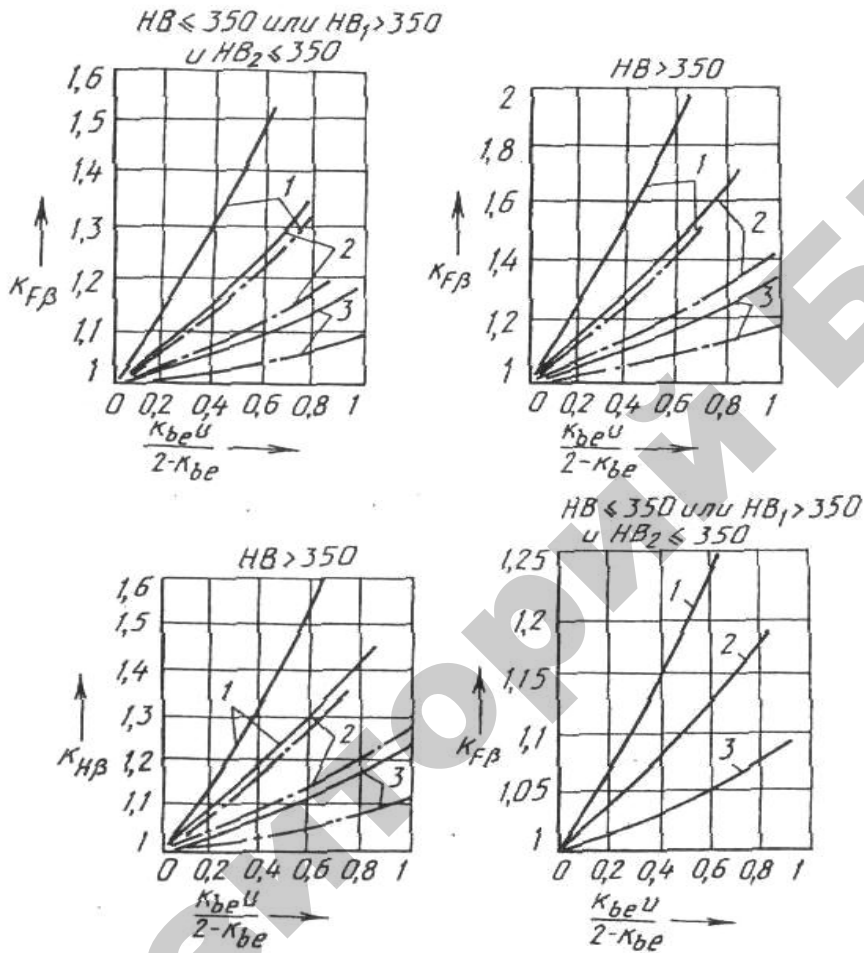 HB ⩽ 350 или HB₁ > 350
и HB₂ ⩽ 350
1,6
1,5
1,4
1,3
1,2
1,1
1
K_Fβ
1
2
3
0 0,2 0,4 0,6 0,8 1
K_be u
2-K_be
HB > 350
2
1,8
1,6
1,4
1,2
1
K_Fβ
1
2
3
0 0,2 0,4 0,6 0,8 1
K_be u
2-K_be
HB > 350
1,6
1,5
1,4
1,3
1,2
1,1
1
K_Hβ
1
2
3
0 0,2 0,4 0,6 0,8 1
K_be u
2-K_be
HB ⩽ 350 или HB₁ > 350
и HB₂ ⩽ 350
1,25
1,2
1,15
1,1
1,05
1
K_Fβ
1
2
3
0 0,2 0,4 0,6 0,8 1
K_be u
2-K_be